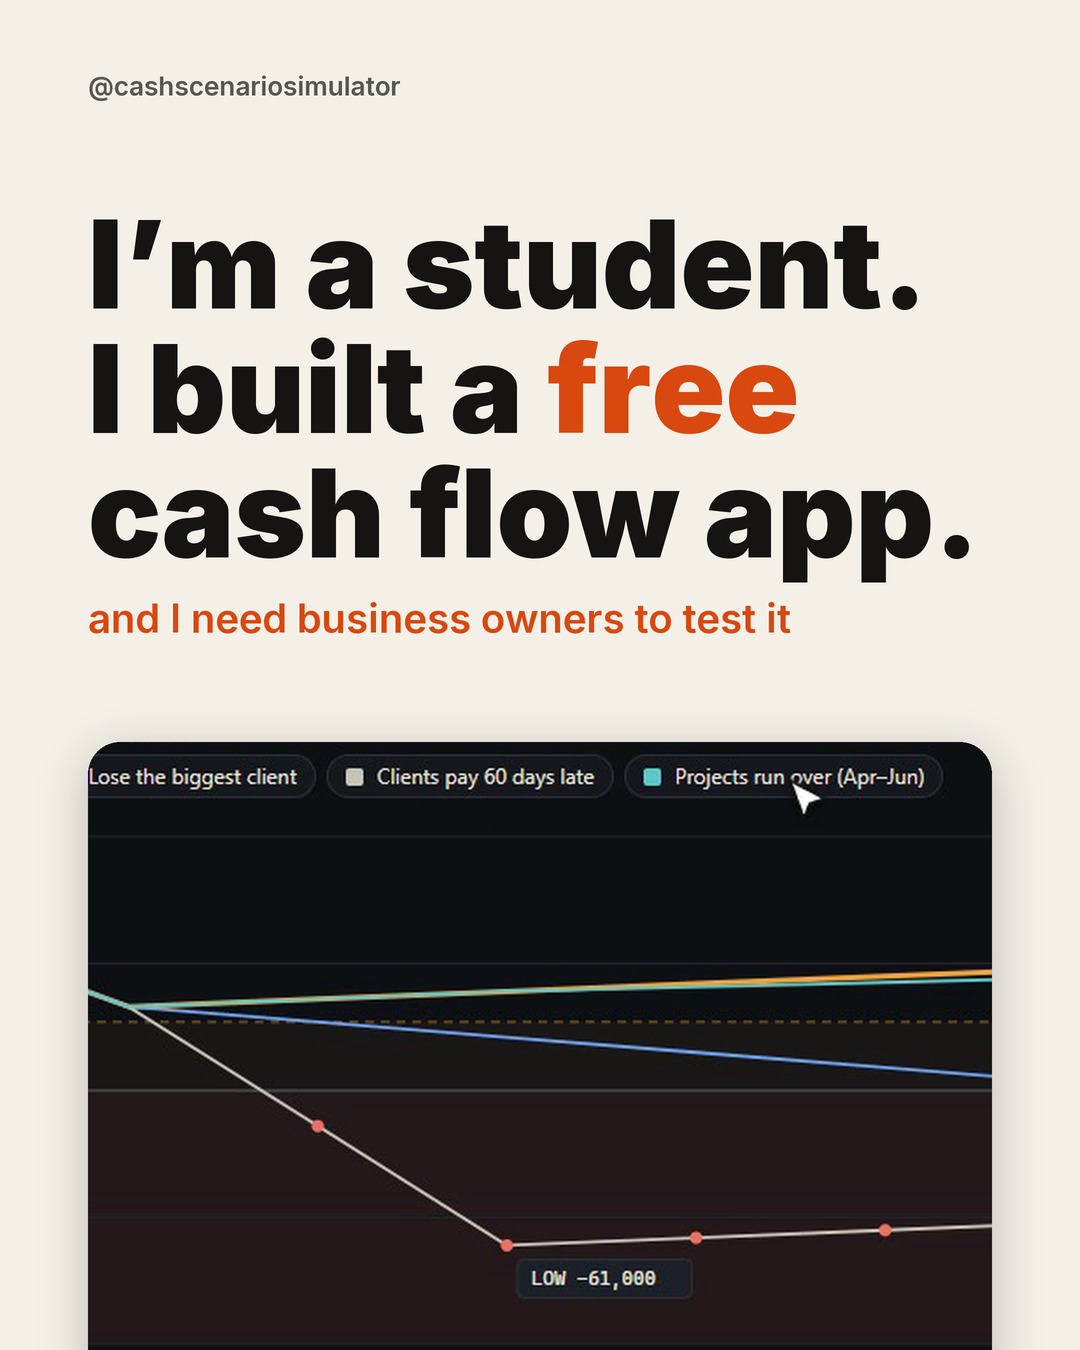 @cashscenariosimulator
I’m a student.
I built a free
cash flow app.
and I need business owners to test it
Lose the biggest client
Clients pay 60 days late
Projects run over (Apr–Jun)
LOW −61,000